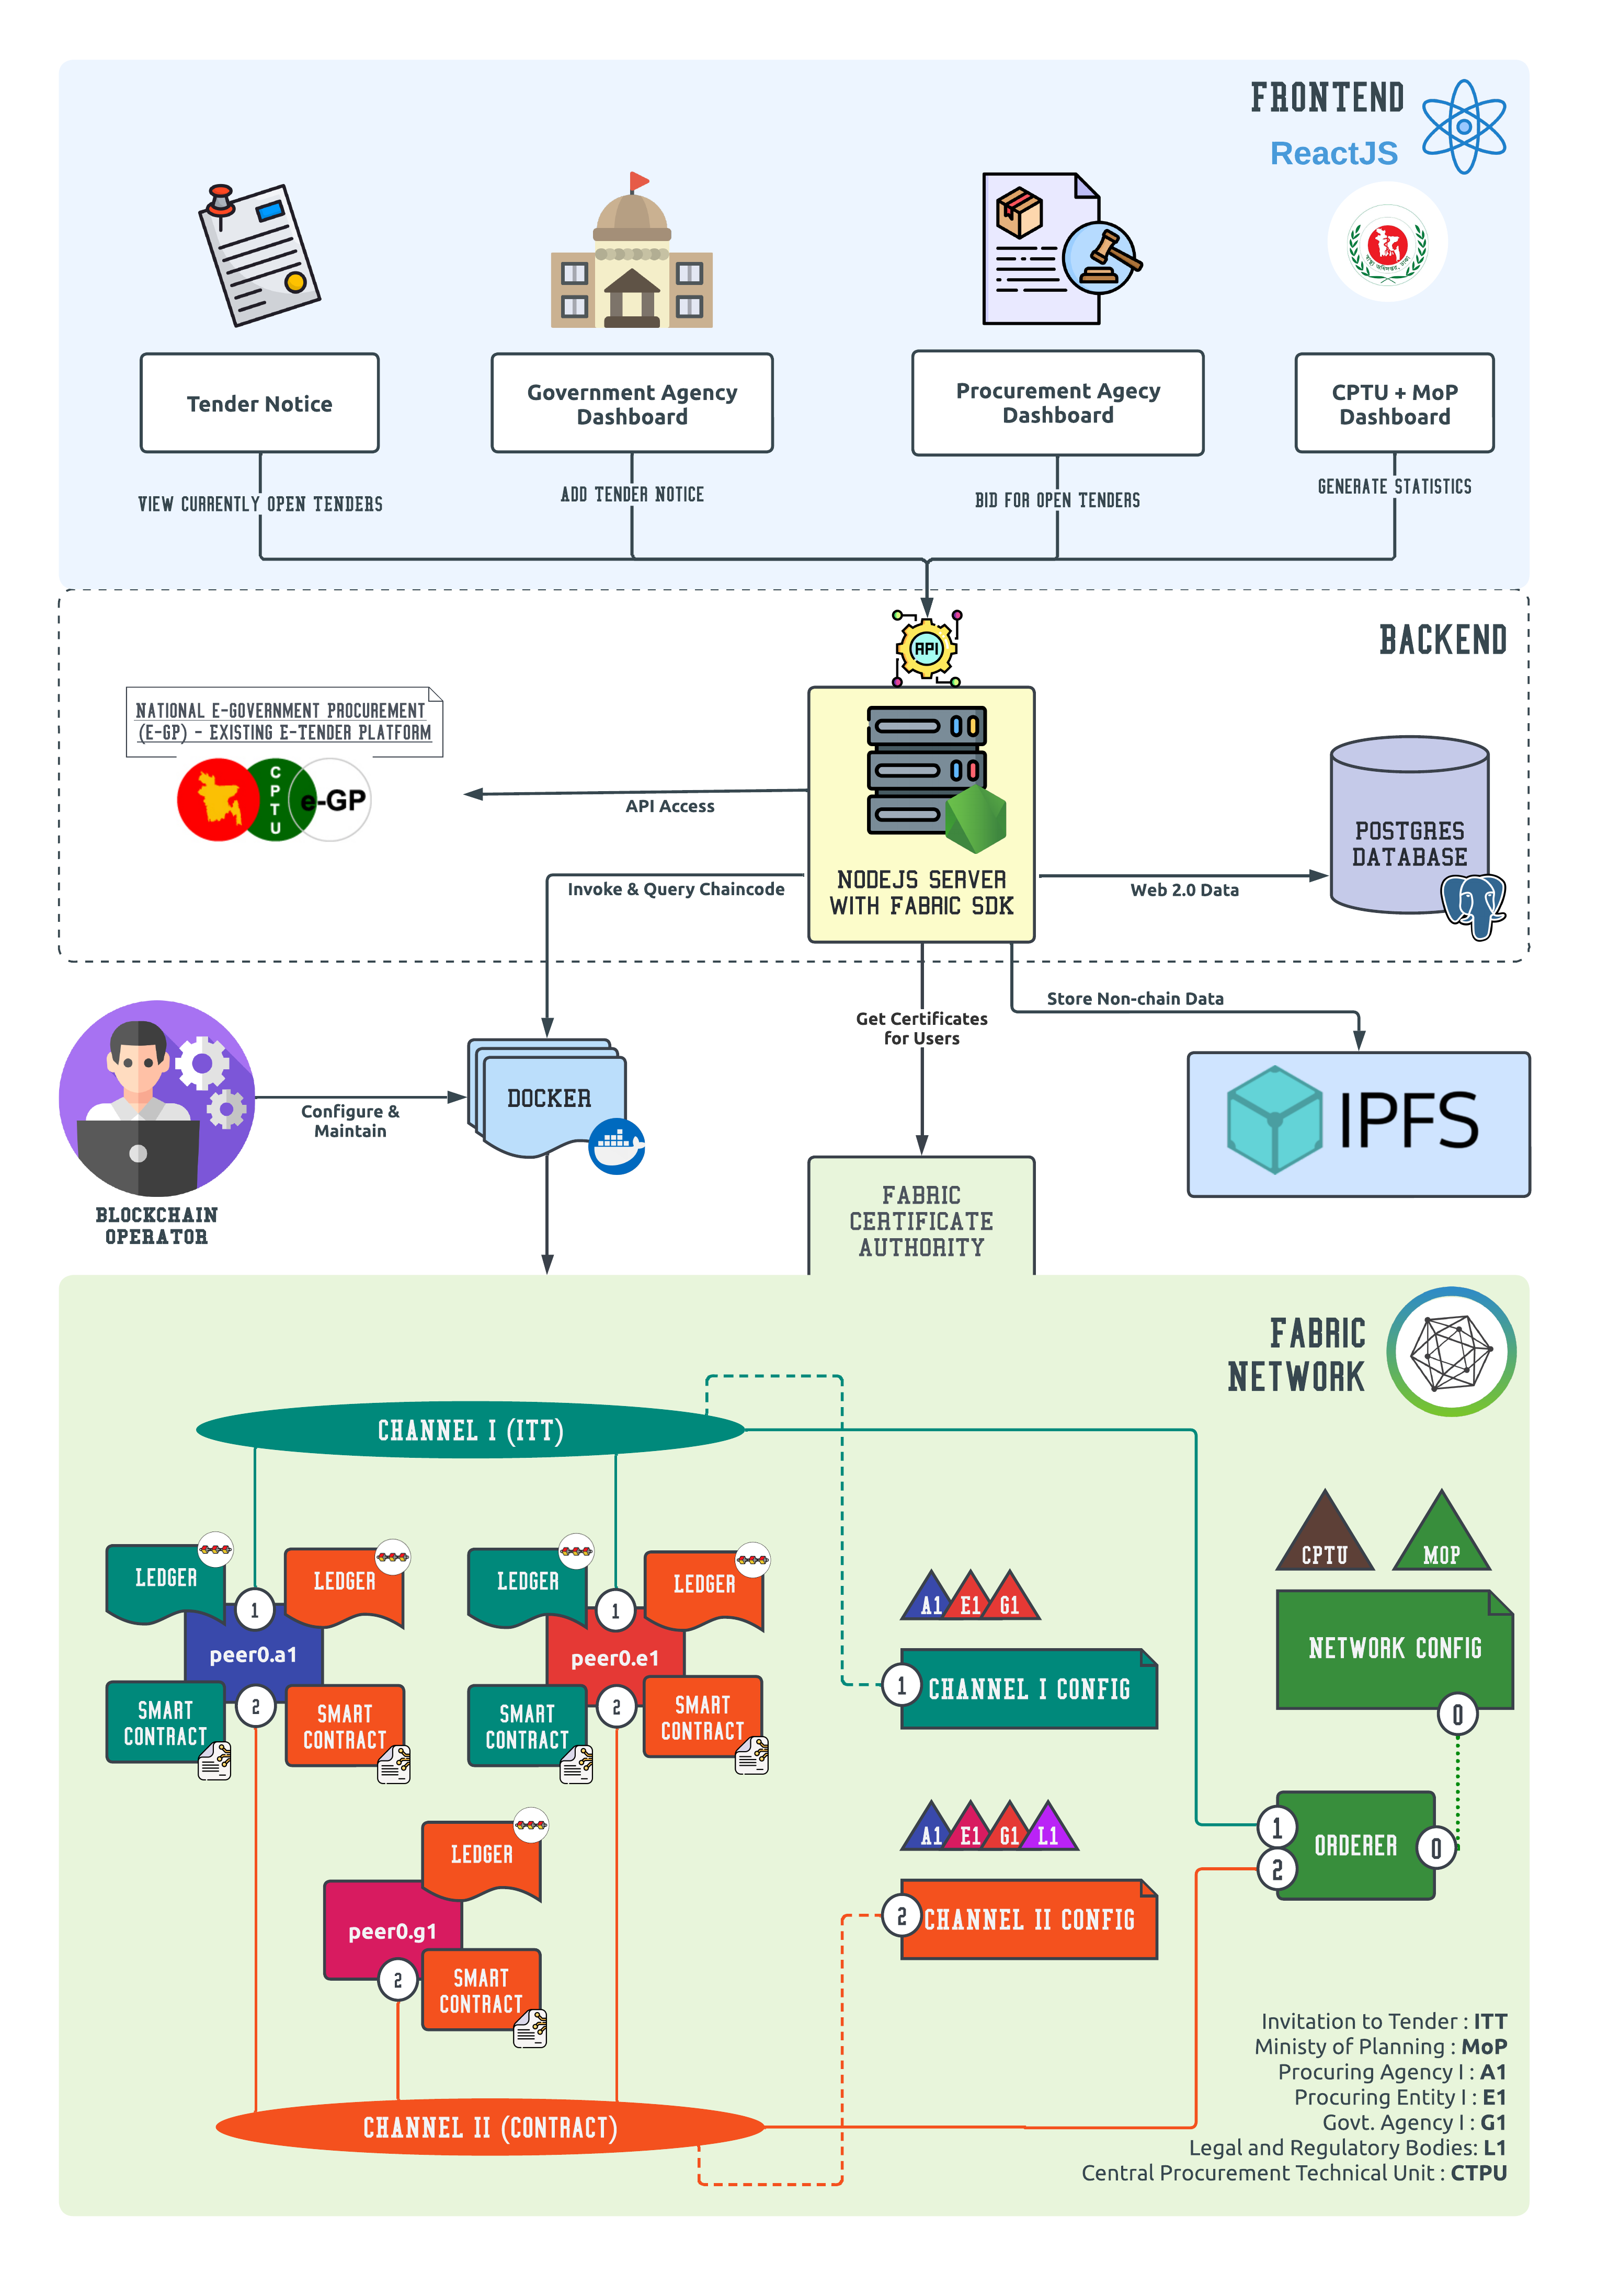 FRONTEND
ReactJS
Tender Notice
Government Agency
Dashboard
Procurement Agecy
Dashboard
CPTU + MoP
Dashboard
VIEW CURRENTLY OPEN TENDERS
ADD TENDER NOTICE
BID FOR OPEN TENDERS
GENERATE STATISTICS
BACKEND
API
NATIONAL E-GOVERNMENT PROCUREMENT
(E-GP) - EXISTING E-TENDER PLATFORM
CPTU
e-GP
API Access
NODEJS SERVER
WITH FABRIC SDK
Invoke & Query Chaincode
Web 2.0 Data
POSTGRES
DATABASE
Store Non-chain Data
Get Certificates
for Users
IPFS
DOCKER
Configure &
Maintain
BLOCKCHAIN
OPERATOR
FABRIC
CERTIFICATE
AUTHORITY
FABRIC
NETWORK
CHANNEL I (ITT)
LEDGER
LEDGER
1
peer0.a1
2
SMART
CONTRACT
SMART
CONTRACT
LEDGER
LEDGER
1
peer0.e1
2
SMART
CONTRACT
SMART
CONTRACT
LEDGER
peer0.g1
2
SMART
CONTRACT
CHANNEL II (CONTRACT)
A1 E1 G1
1 CHANNEL I CONFIG
A1 E1 G1 L1
2 CHANNEL II CONFIG
CPTU
MOP
NETWORK CONFIG
0
1
2
ORDERER
0
Invitation to Tender : ITT
Ministy of Planning : MoP
Procuring Agency I : A1
Procuring Entity I : E1
Govt. Agency I : G1
Legal and Regulatory Bodies: L1
Central Procurement Technical Unit : CTPU